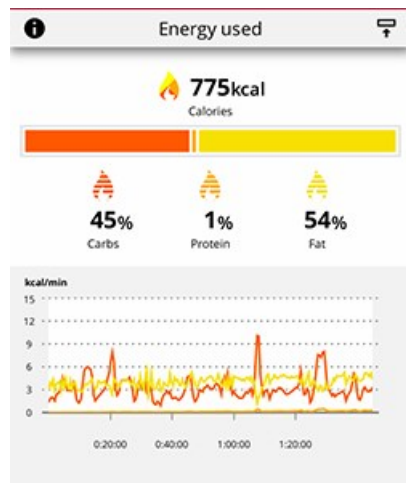 Energy used
775kcal
Calories
45% 1% 54%
Carbs Protein Fat
kcal/min
15
12
9
6
3
0
0:20:00 0:40:00 1:00:00 1:20:00